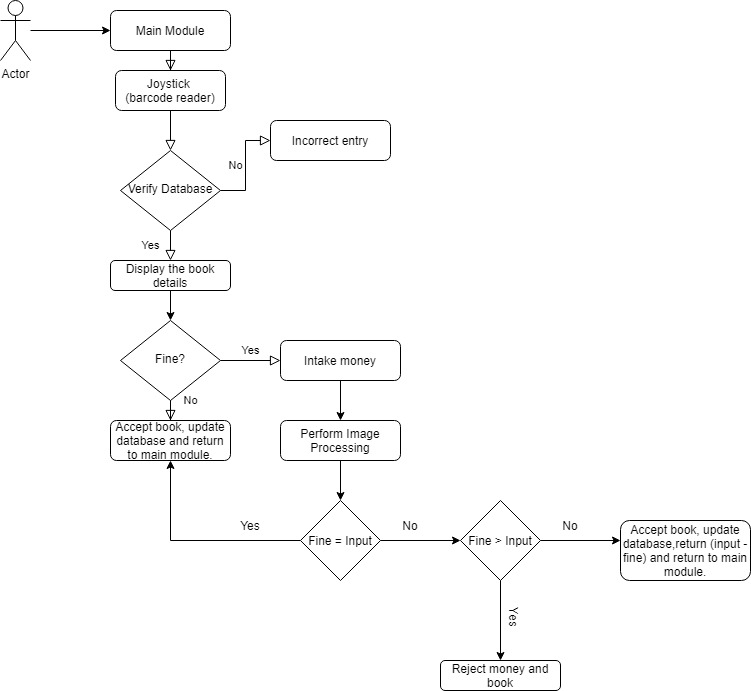 Main Module
Actor
Joystick
(barcode reader)
Incorrect entry
No
Verify Database
Yes
Display the book
details
Fine?
Yes
Intake money
No
Accept book, update
database and return
to main module.
Perform Image
Processing
Yes
Fine = Input
No
Fine > Input
No
Accept book, update
database,return (input -
fine) and return to main
module.
Yes
Reject money and
book